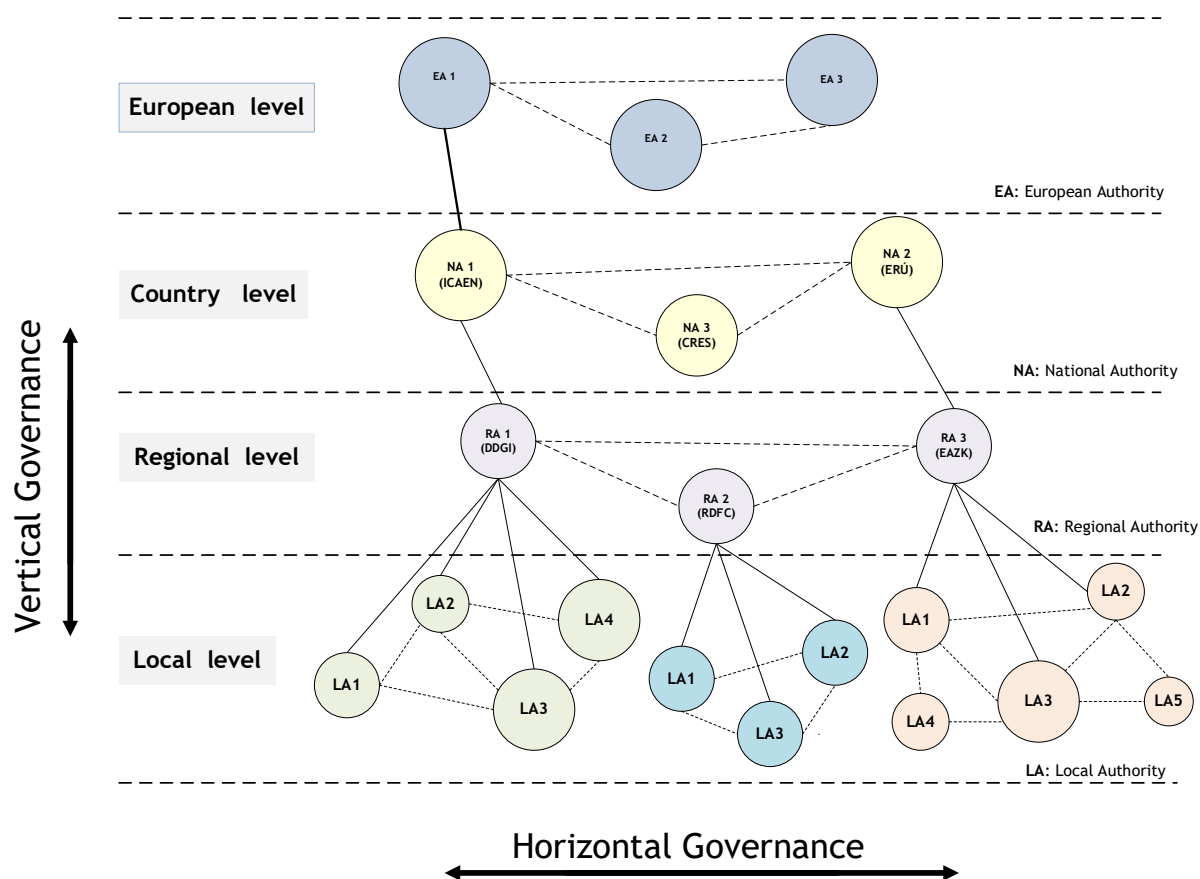 EA 1
EA 3
European level
EA 2
EA: European Authority
NA 2
(ERÚ)
NA 1
(ICAEN)
Country level
NA 3
(CRES)
NA: National Authority
Vertical Governance
RA 1
(DDGI)
RA 3
(EAZK)
Regional level
RA 2
(RDFC)
RA: Regional Authority
LA2
LA4
LA1
LA2
Local level
LA1
LA3
LA1
LA2
LA3
LA3
LA4
LA5
LA: Local Authority
Horizontal Governance